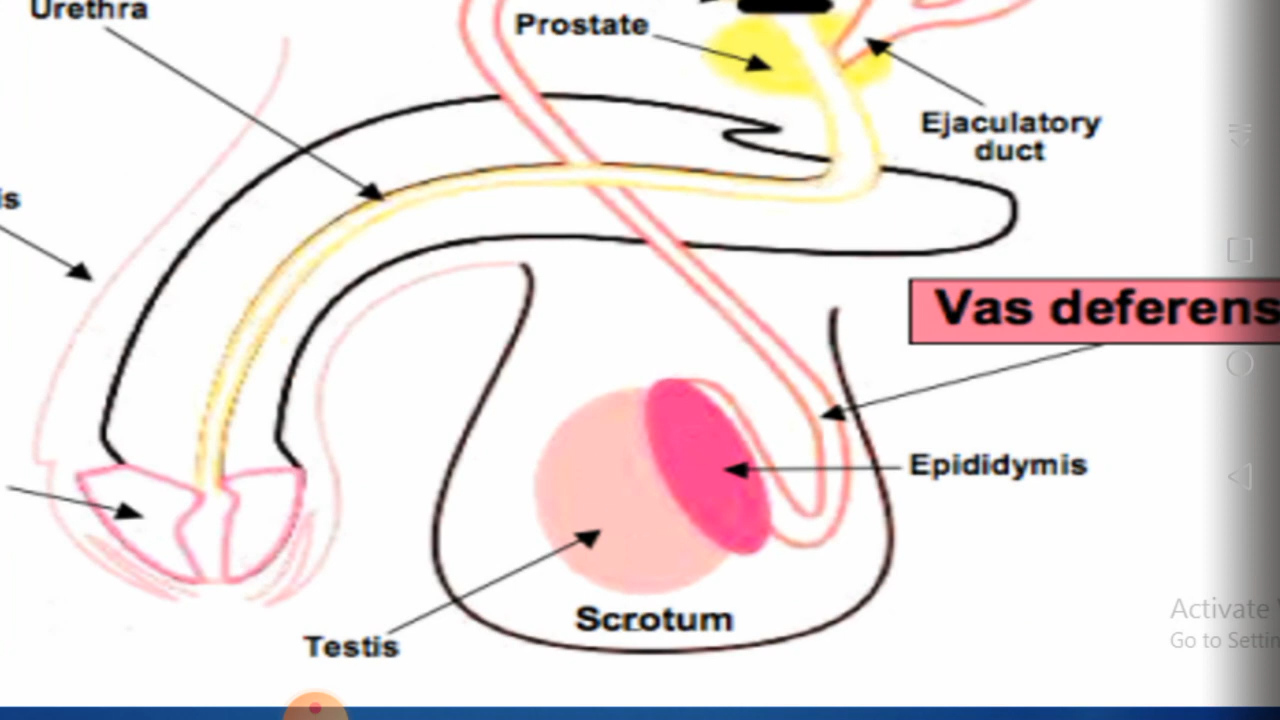 Urethra
Prostate
Ejaculatory
duct
is
Vas deferens
Epididymis
Scrotum
Testis
Activate
Go to Settin